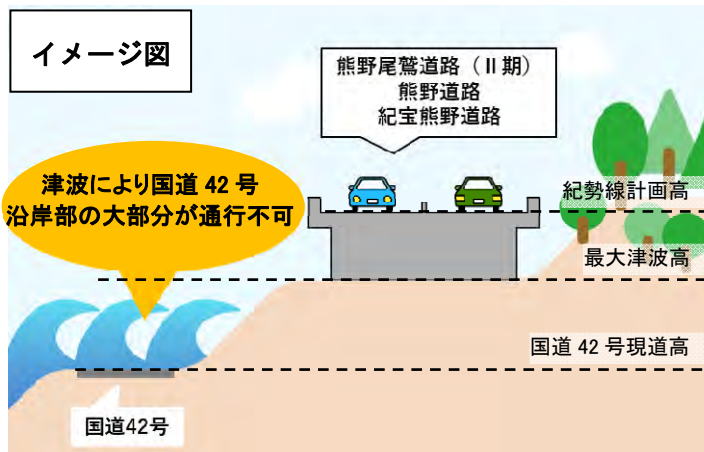 イメージ図
熊野尾鷲道路（Ⅱ期）
熊野道路
紀宝熊野道路
津波により国道 42 号
沿岸部の大部分が通行不可
紀勢線計画高
最大津波高
国道 42 号現道高
国道42号